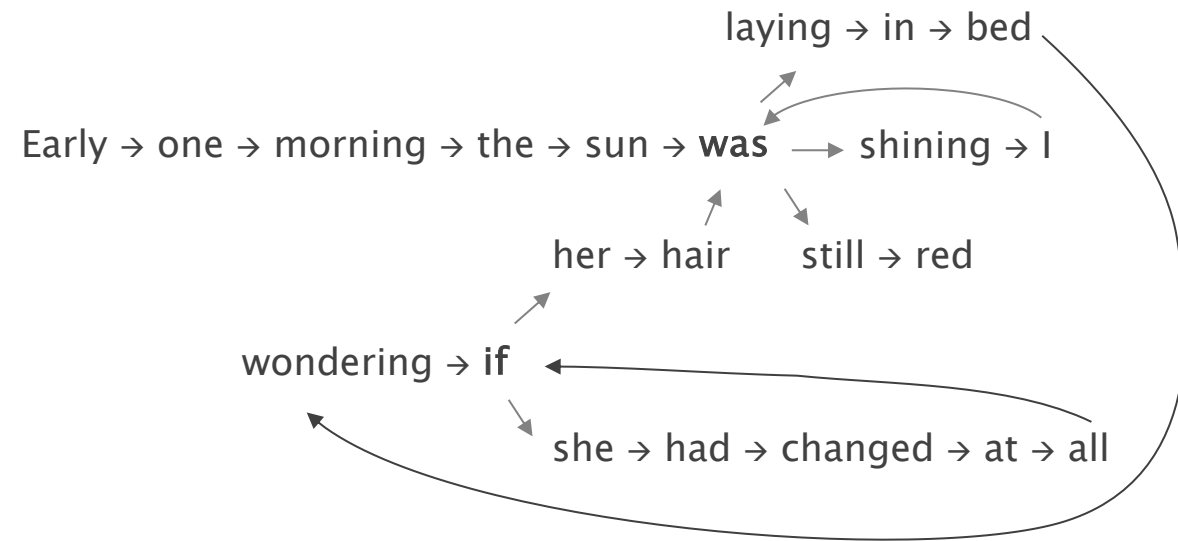 laying → in → bed
Early → one → morning → the → sun → was → shining → I
her → hair still → red
wondering → if
she → had → changed → at → all